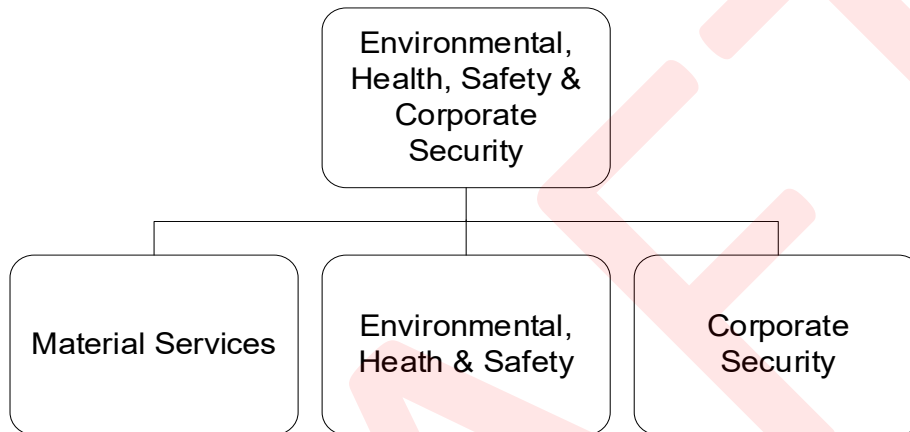 Environmental,
Health, Safety &
Corporate
Security
Material Services
Environmental,
Heath & Safety
Corporate
Security